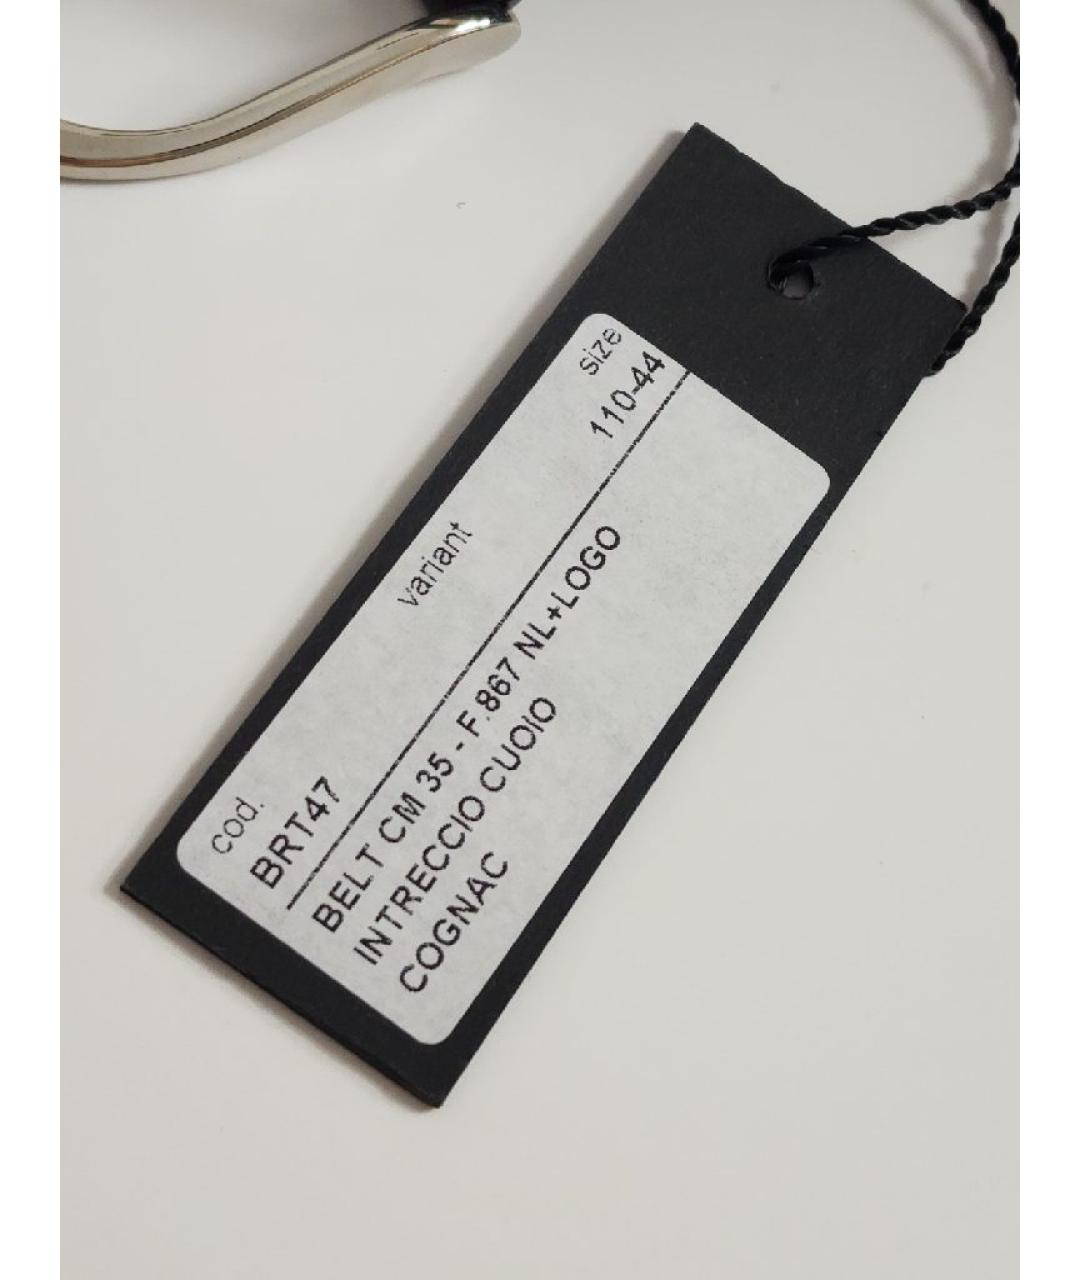 cod. variant size
BRT47 110-44
BELT CM 35 - F.867 NL+LOGO
INTRECCIO CUOIO
COGNAC